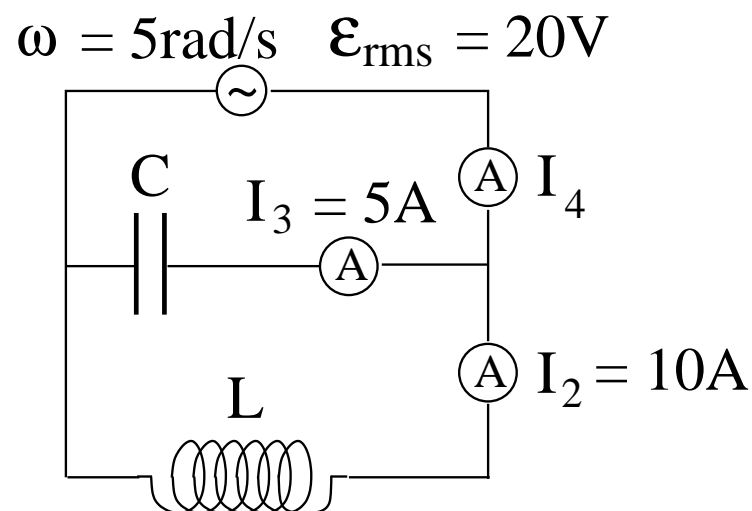 ω = 5rad/s ε_rms = 20V
~
C
A I_4
I_3 = 5A
A
A I_2 = 10A
L